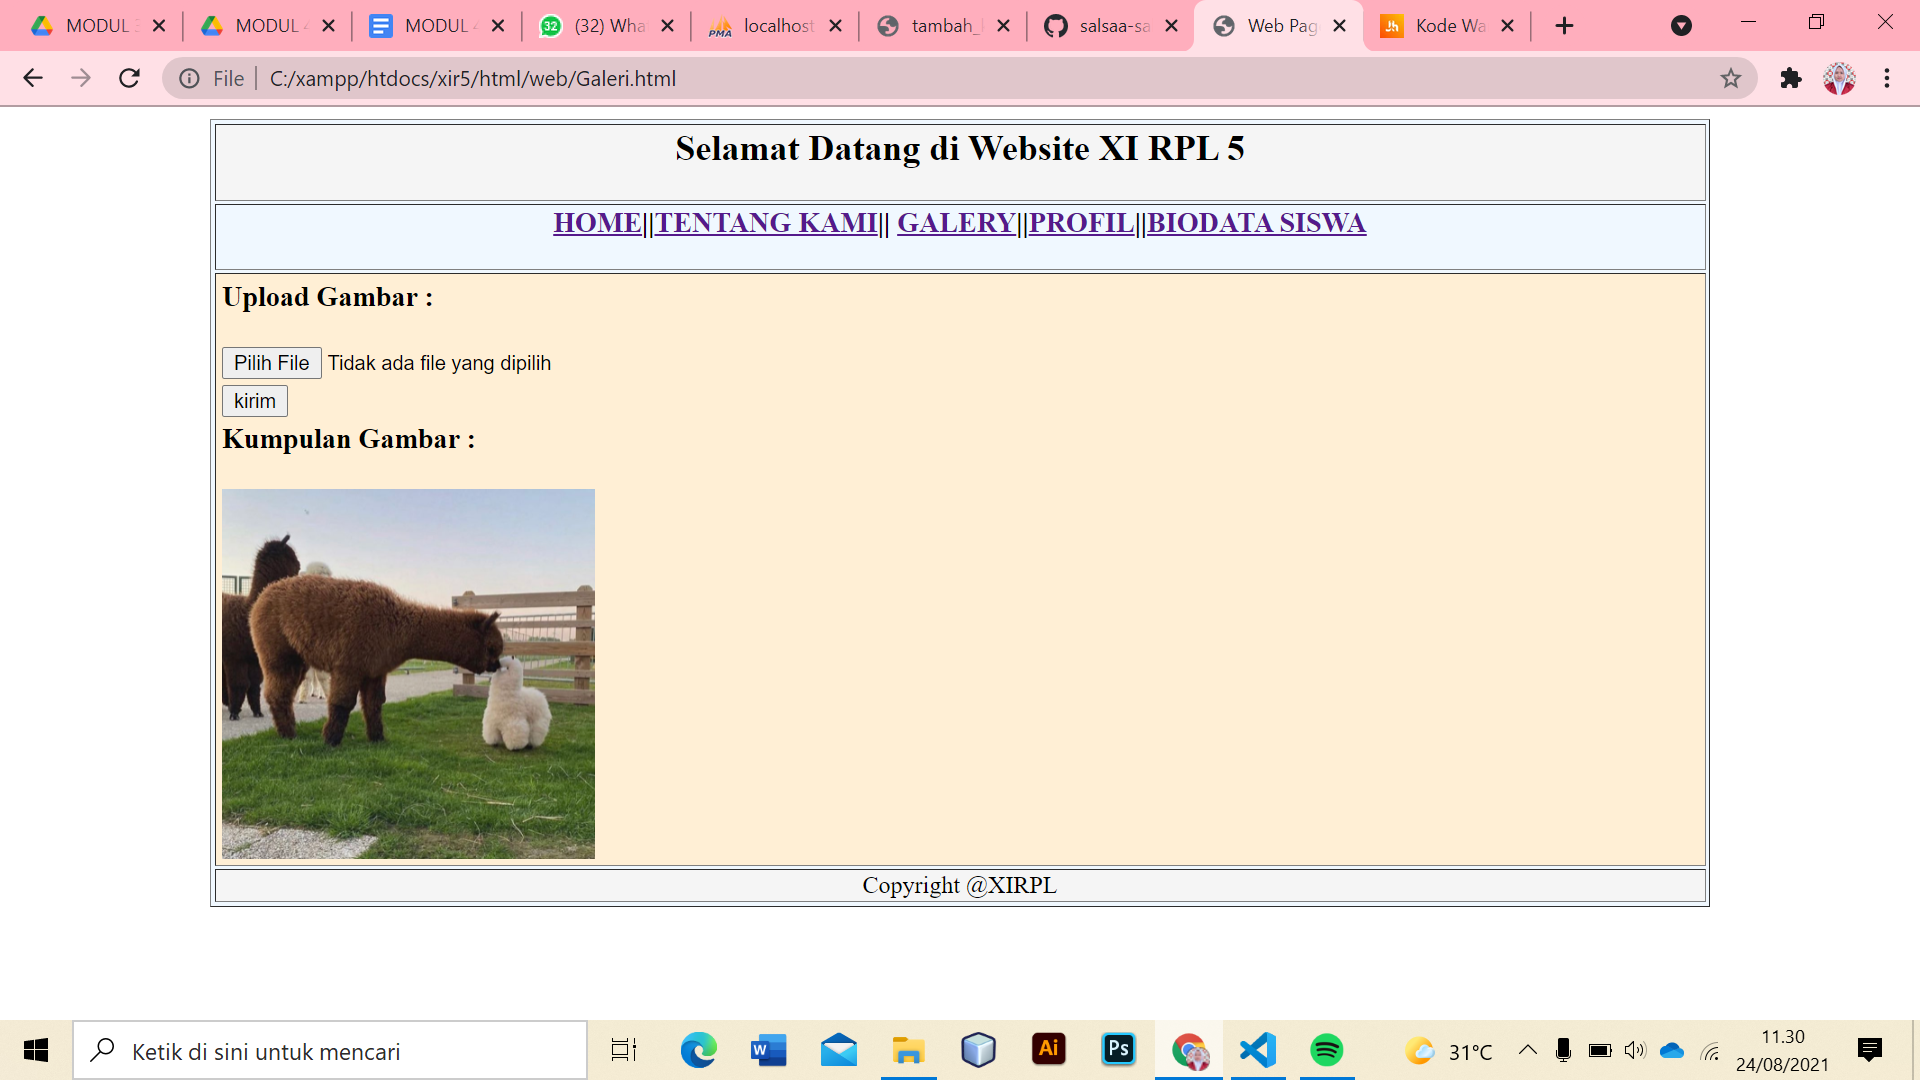 MODUL 3
MODUL 4
MODUL 4
(32) Wha
localhost
tambah_
salsaa-sa
Web Pag
Kode Wa
File C:/xampp/htdocs/xir5/html/web/Galeri.html
Selamat Datang di Website XI RPL 5
HOME||TENTANG KAMI|| GALERY||PROFIL||BIODATA SISWA
Upload Gambar :
Pilih File Tidak ada file yang dipilih
kirim
Kumpulan Gambar :
Copyright @XIRPL
Ketik di sini untuk mencari
31°C
11.30
24/08/2021